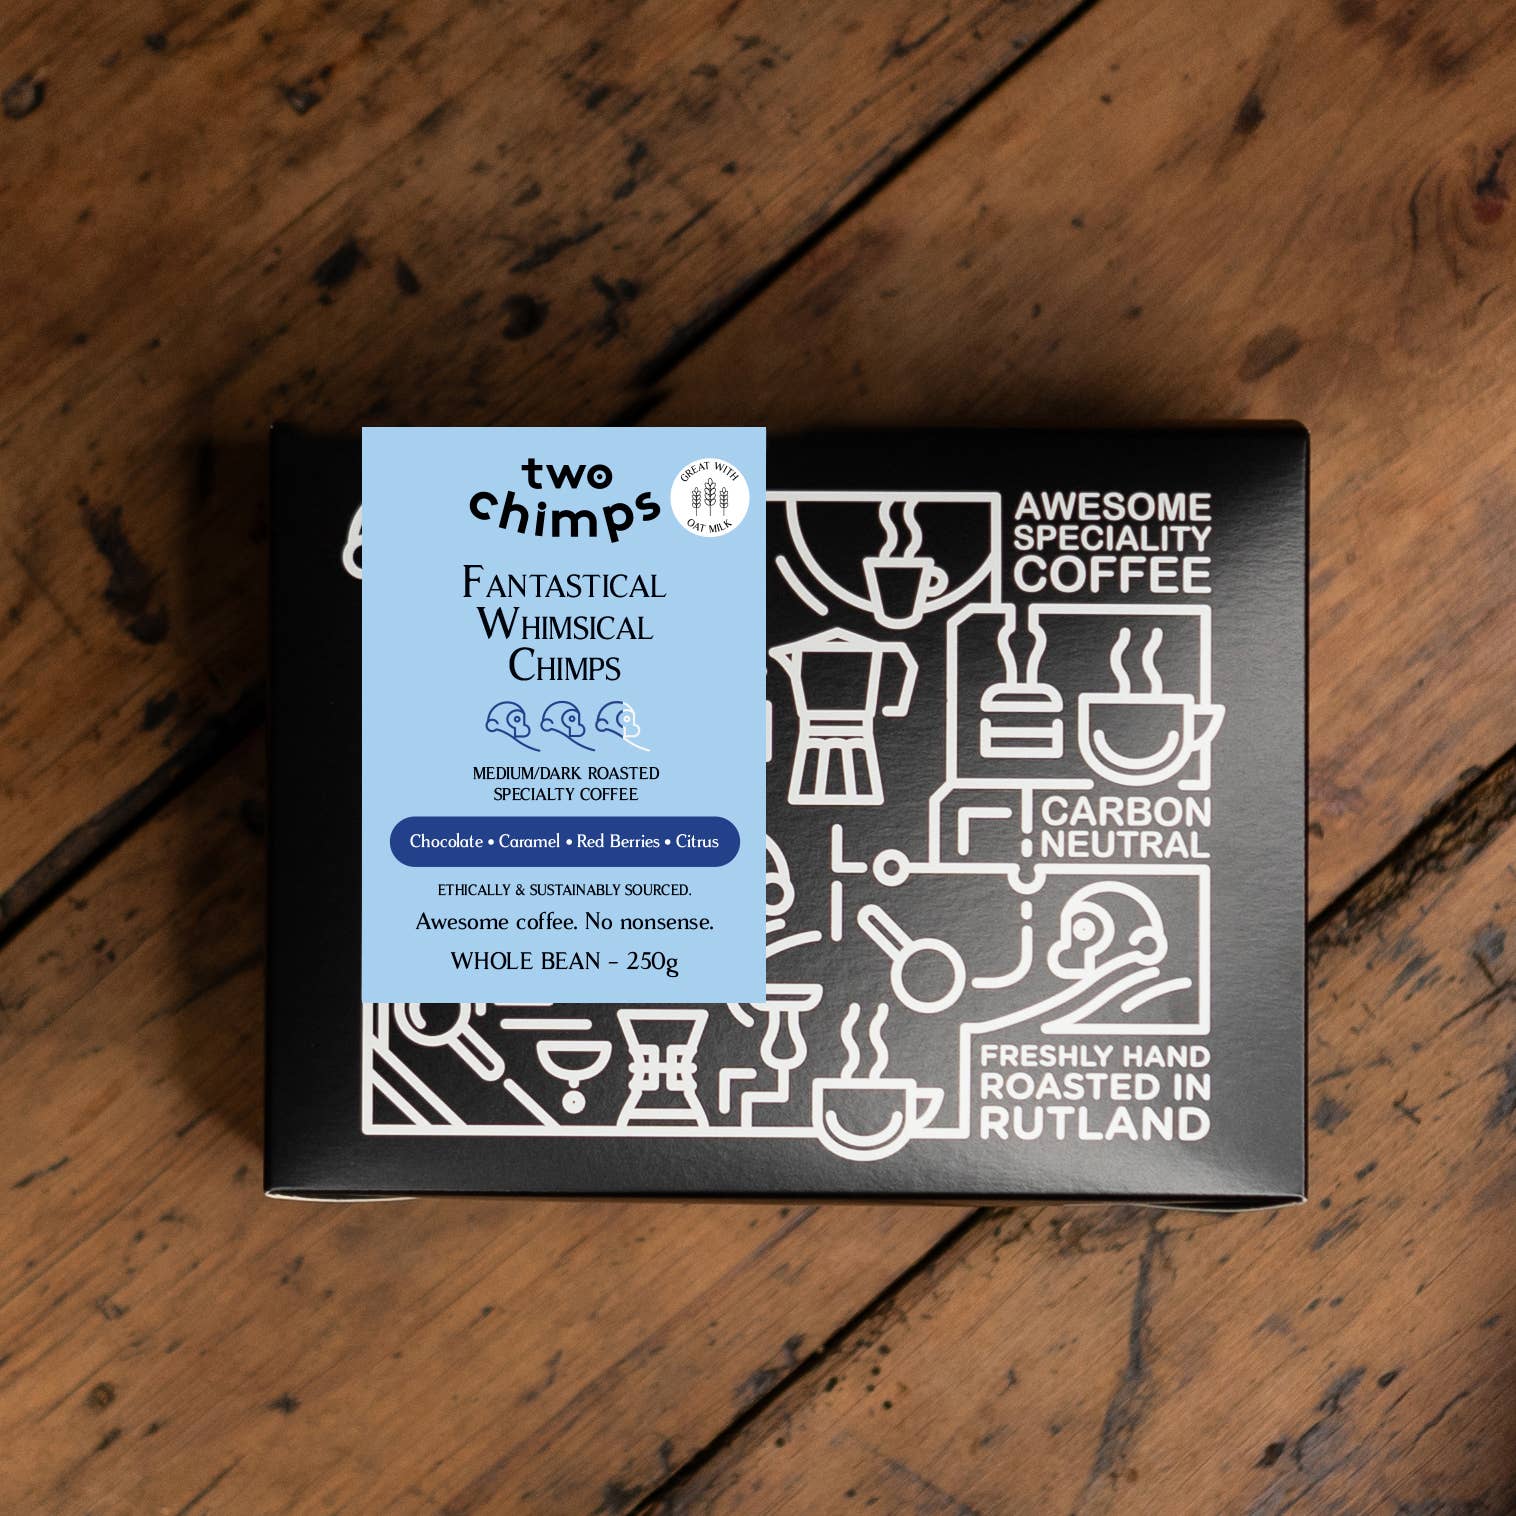 two
chimps
GREAT WITH
OAT MILK
FANTASTICAL
WHIMSICAL
CHIMPS
MEDIUM/DARK ROASTED
SPECIALTY COFFEE
Chocolate • Caramel • Red Berries • Citrus
ETHICALLY & SUSTAINABLY SOURCED.
Awesome coffee. No nonsense.
WHOLE BEAN - 250g
AWESOME
SPECIALITY
COFFEE
CARBON
NEUTRAL
FRESHLY HAND
ROASTED IN
RUTLAND